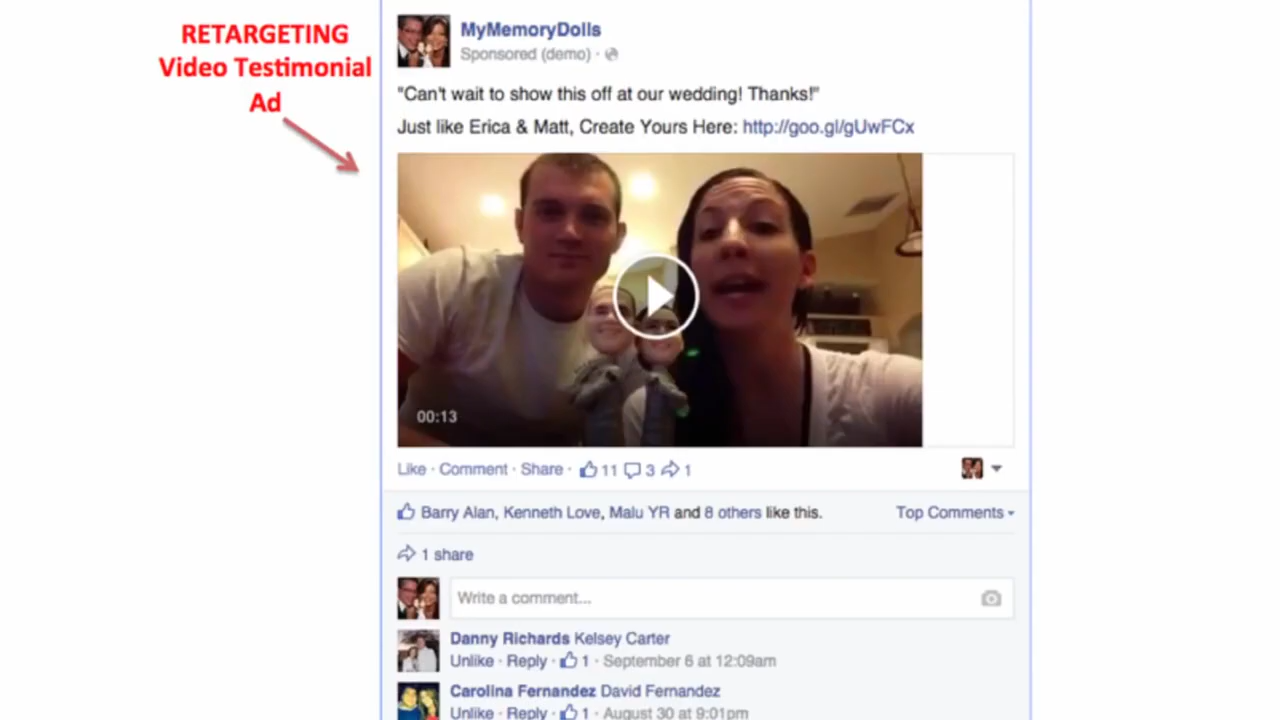 RETARGETING
Video Testimonial
Ad
MyMemoryDolls
Sponsored (demo) ·
"Can't wait to show this off at our wedding! Thanks!"
Just like Erica & Matt, Create Yours Here: http://goo.gl/gUwFCx
00:13
Like · Comment · Share · 11 3 1
Barry Alan, Kenneth Love, Malu YR and 8 others like this. Top Comments
1 share
Write a comment...
Danny Richards Kelsey Carter
Unlike · Reply · 1 · September 6 at 12:09am
Carolina Fernandez David Fernandez
Unlike · Reply · 1 · August 30 at 9:01pm